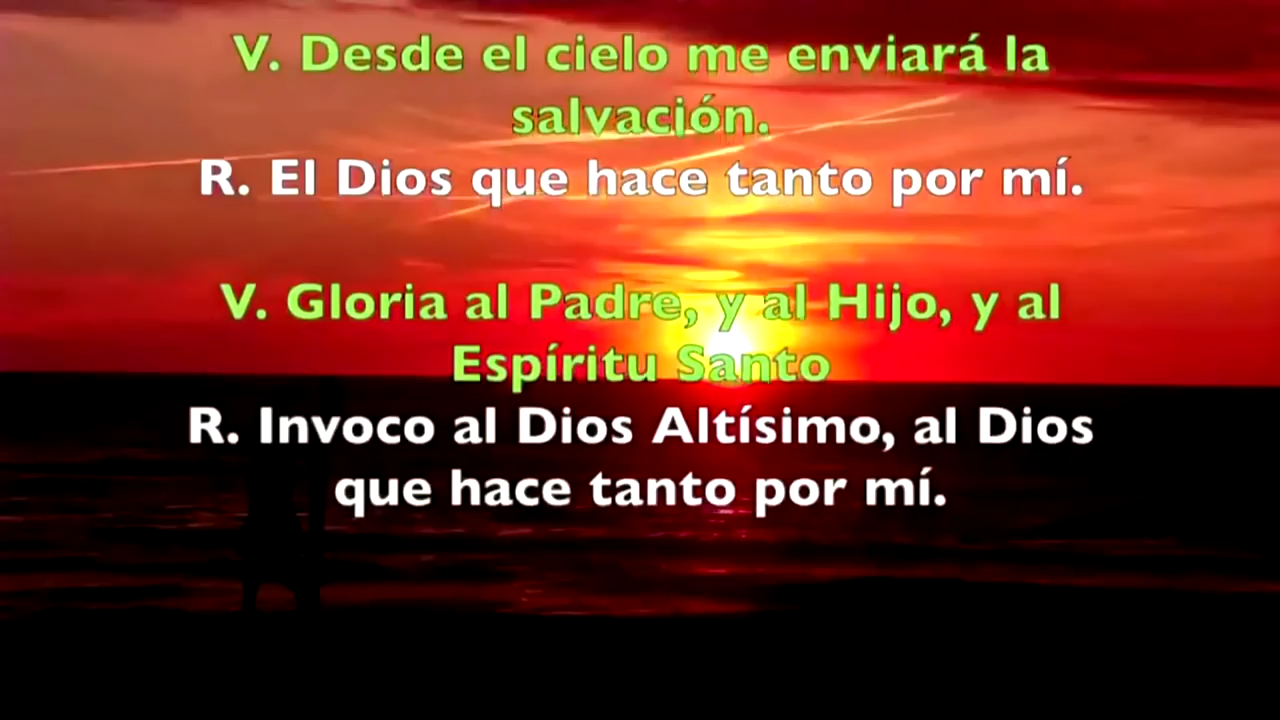 V. Desde el cielo me enviará la
salvación.
R. El Dios que hace tanto por mí.
V. Gloria al Padre, y al Hijo, y al
Espíritu Santo
R. Invoco al Dios Altísimo, al Dios
que hace tanto por mí.